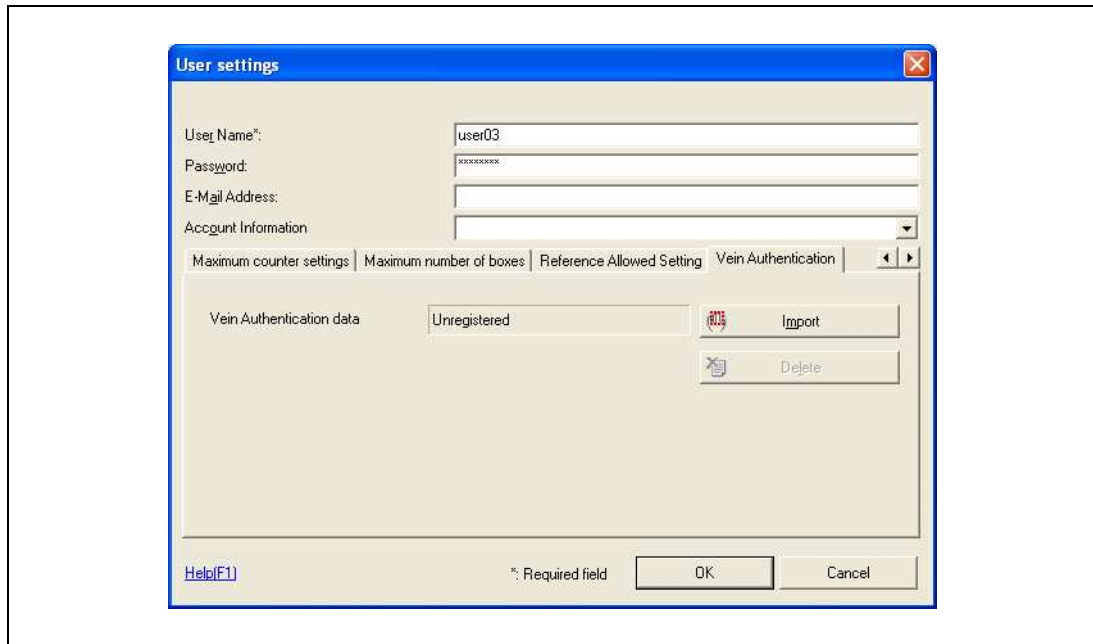 User settings
User Name*: user03
Password: ********
E-Mail Address:
Account Information
Maximum counter settings Maximum number of boxes Reference Allowed Setting Vein Authentication
Vein Authentication data Unregistered Import
Delete
Help(F1) *: Required field OK Cancel